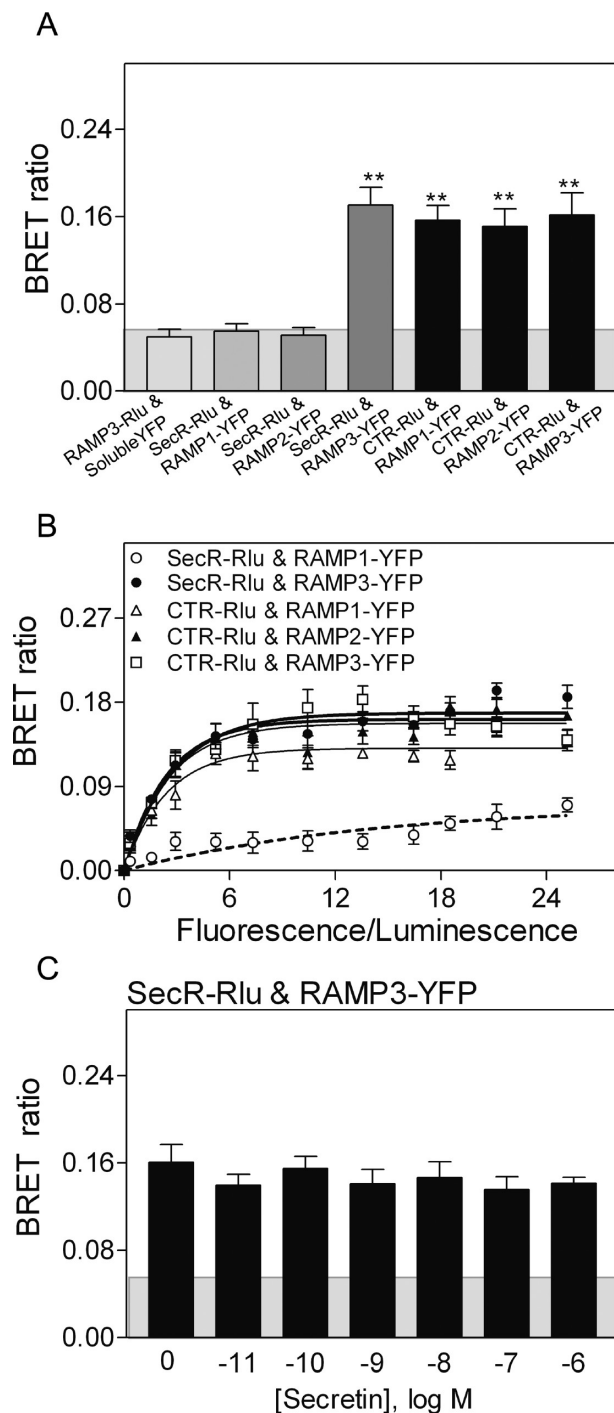 A
BRET ratio
0.24
0.16
0.08
0.00
**
**
**
**
RAMP3-Rlu &
SolubleYFP
SecR-Rlu &
RAMP1-YFP
SecR-Rlu &
RAMP2-YFP
SecR-Rlu &
RAMP3-YFP
CTR-Rlu &
RAMP1-YFP
CTR-Rlu &
RAMP2-YFP
CTR-Rlu &
RAMP3-YFP
B
SecR-Rlu & RAMP1-YFP
SecR-Rlu & RAMP3-YFP
CTR-Rlu & RAMP1-YFP
CTR-Rlu & RAMP2-YFP
CTR-Rlu & RAMP3-YFP
BRET ratio
0.27
0.18
0.09
0.00
0 6 12 18 24
Fluorescence/Luminescence
C
SecR-Rlu & RAMP3-YFP
BRET ratio
0.24
0.16
0.08
0.00
0 -11 -10 -9 -8 -7 -6
[Secretin], log M